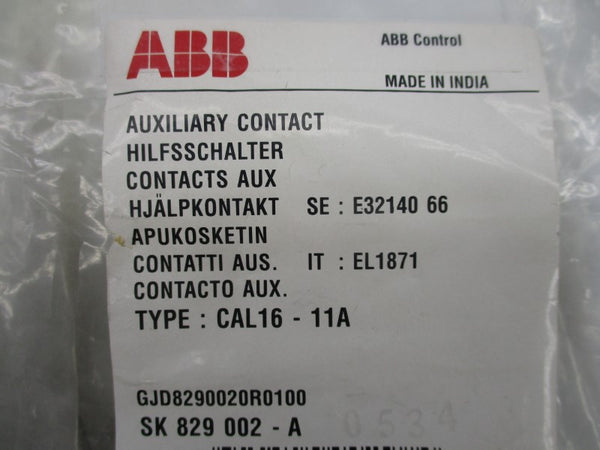 ABB
ABB Control
MADE IN INDIA
AUXILIARY CONTACT
HILFSSCHALTER
CONTACTS AUX
HJÄLPKONTAKT SE : E32140 66
APUKOSKETIN
CONTATTI AUS. IT : EL1871
CONTACTO AUX.
TYPE : CAL16 - 11A
GJD8290020R0100
SK 829 002 - A 0534